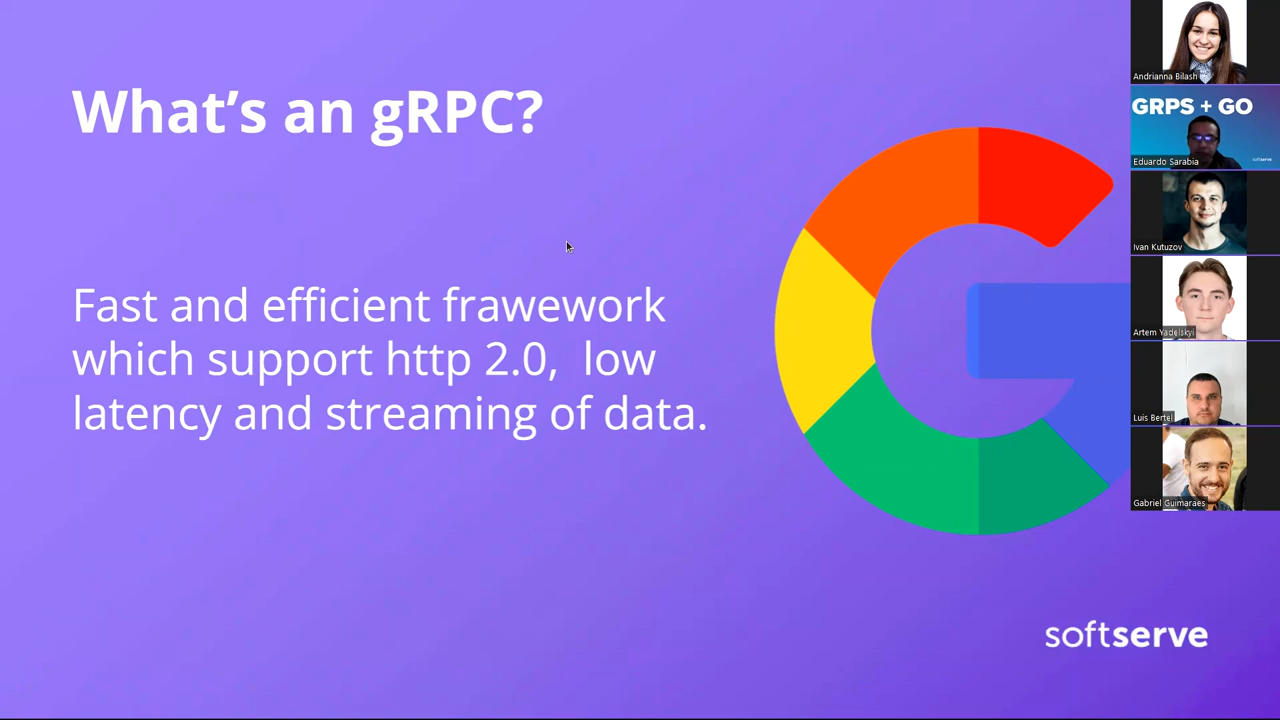 What's an gRPC?
Fast and efficient frawework
which support http 2.0,  low
latency and streaming of data.
softserve
Andrianna Bilash
GRPS + GO
softserve
Eduardo Sarabia
Ivan Kutuzov
Artem Yadelskyi
Luis Bertel
Gabriel Guimaraes